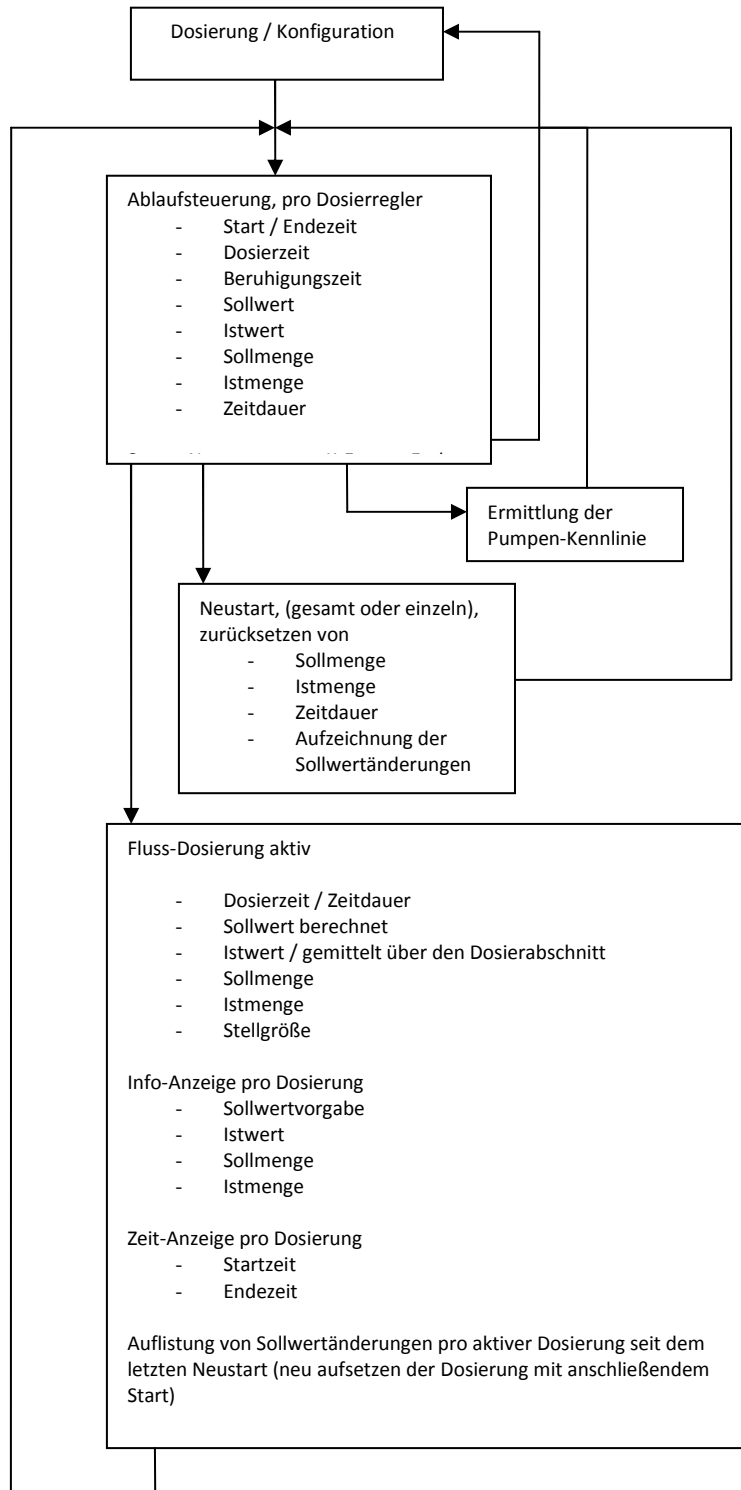 Dosierung / Konfiguration
Ablaufsteuerung, pro Dosierregler
- Start / Endezeit
- Dosierzeit
- Beruhigungszeit
- Sollwert
- Istwert
- Sollmenge
- Istmenge
- Zeitdauer
Ermittlung der
Pumpen-Kennlinie
Neustart, (gesamt oder einzeln),
zurücksetzen von
- Sollmenge
- Istmenge
- Zeitdauer
- Aufzeichnung der
Sollwertänderungen
Fluss-Dosierung aktiv
- Dosierzeit / Zeitdauer
- Sollwert berechnet
- Istwert / gemittelt über den Dosierabschnitt
- Sollmenge
- Istmenge
- Stellgröße
Info-Anzeige pro Dosierung
- Sollwertvorgabe
- Istwert
- Sollmenge
- Istmenge
Zeit-Anzeige pro Dosierung
- Startzeit
- Endezeit
Auflistung von Sollwertänderungen pro aktiver Dosierung seit dem
letzten Neustart (neu aufsetzen der Dosierung mit anschließendem
Start)